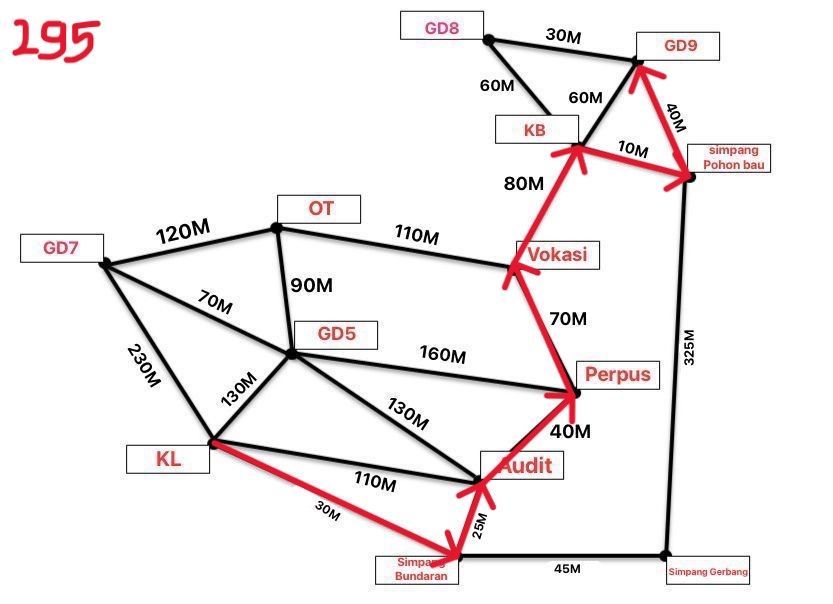 195
GD8
30M
GD9
60M
60M
KB
40M
10M
simpang
Pohon bau
80M
OT
120M
110M
GD7
Vokasi
90M
70M
GD5
70M
160M
325M
230M
130M
130M
Perpus
40M
KL
Audit
110M
30M
25M
Simpang
Bundaran
45M
Simpang Gerbang